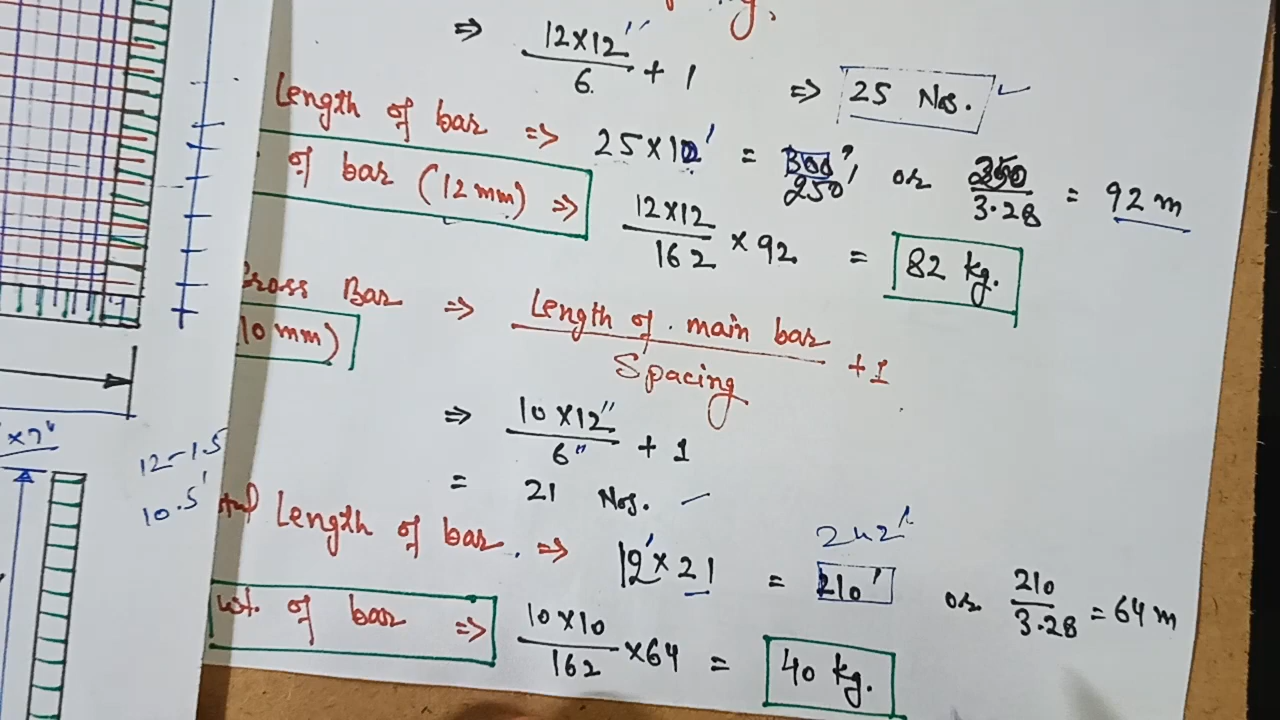 ⇒ 12×12" / 6 + 1 ⇒ 25 Nos.
Length of bar ⇒ 25×10' = 300' 250' or 250 / 3.28 = 92 m
of bar (12 mm) ⇒ 12×12 / 162 × 92 = 82 kg.
Cross Bar ⇒ Length of main bar / Spacing + 1
10 mm)
⇒ 10×12" / 6" + 1
= 21 Nos.
×7"
12-1.5
10.5'
Length of bar. ⇒ 12'×21 = 210' 242' or 210 / 3.28 = 64 m
wt. of bar ⇒ 10×10 / 162 ×64 = 40 kg.